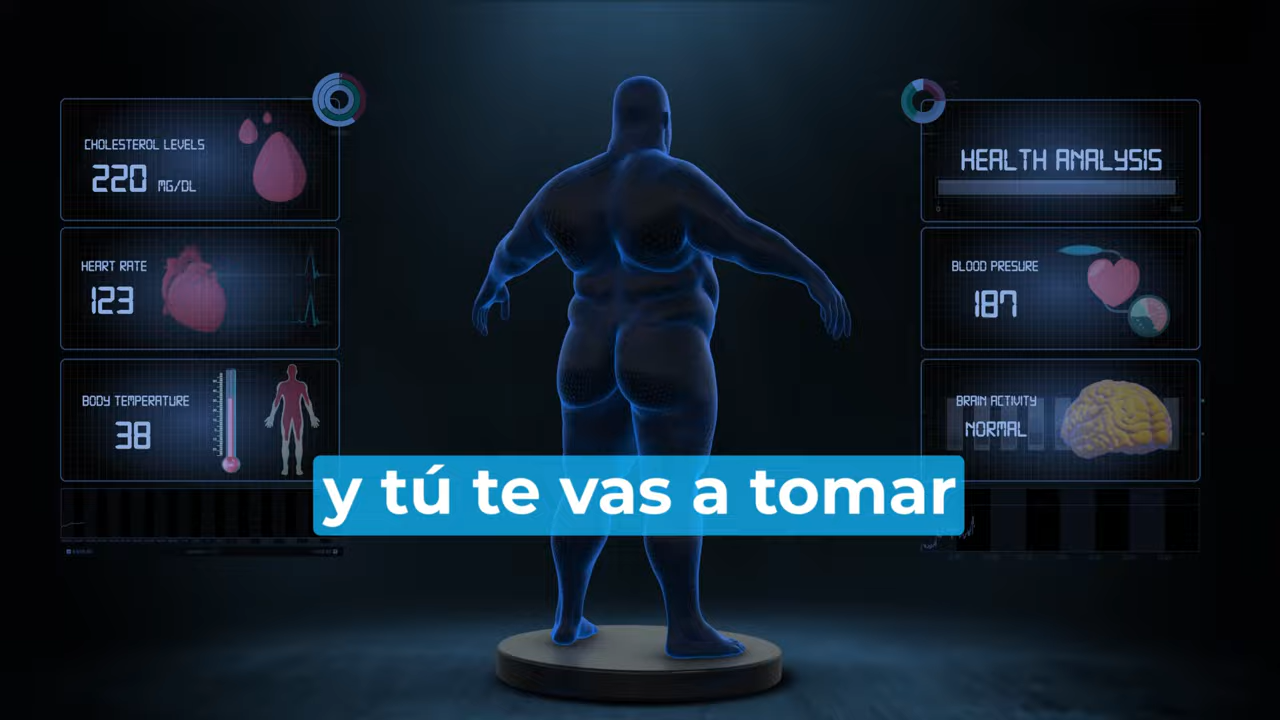 CHOLESTEROL LEVELS
220 MG/DL
HEART RATE
123
BODY TEMPERATURE
38
HEALTH ANALYSIS
BLOOD PRESURE
187
BRAIN ACTIVITY
NORMAL
y tú te vas a tomar